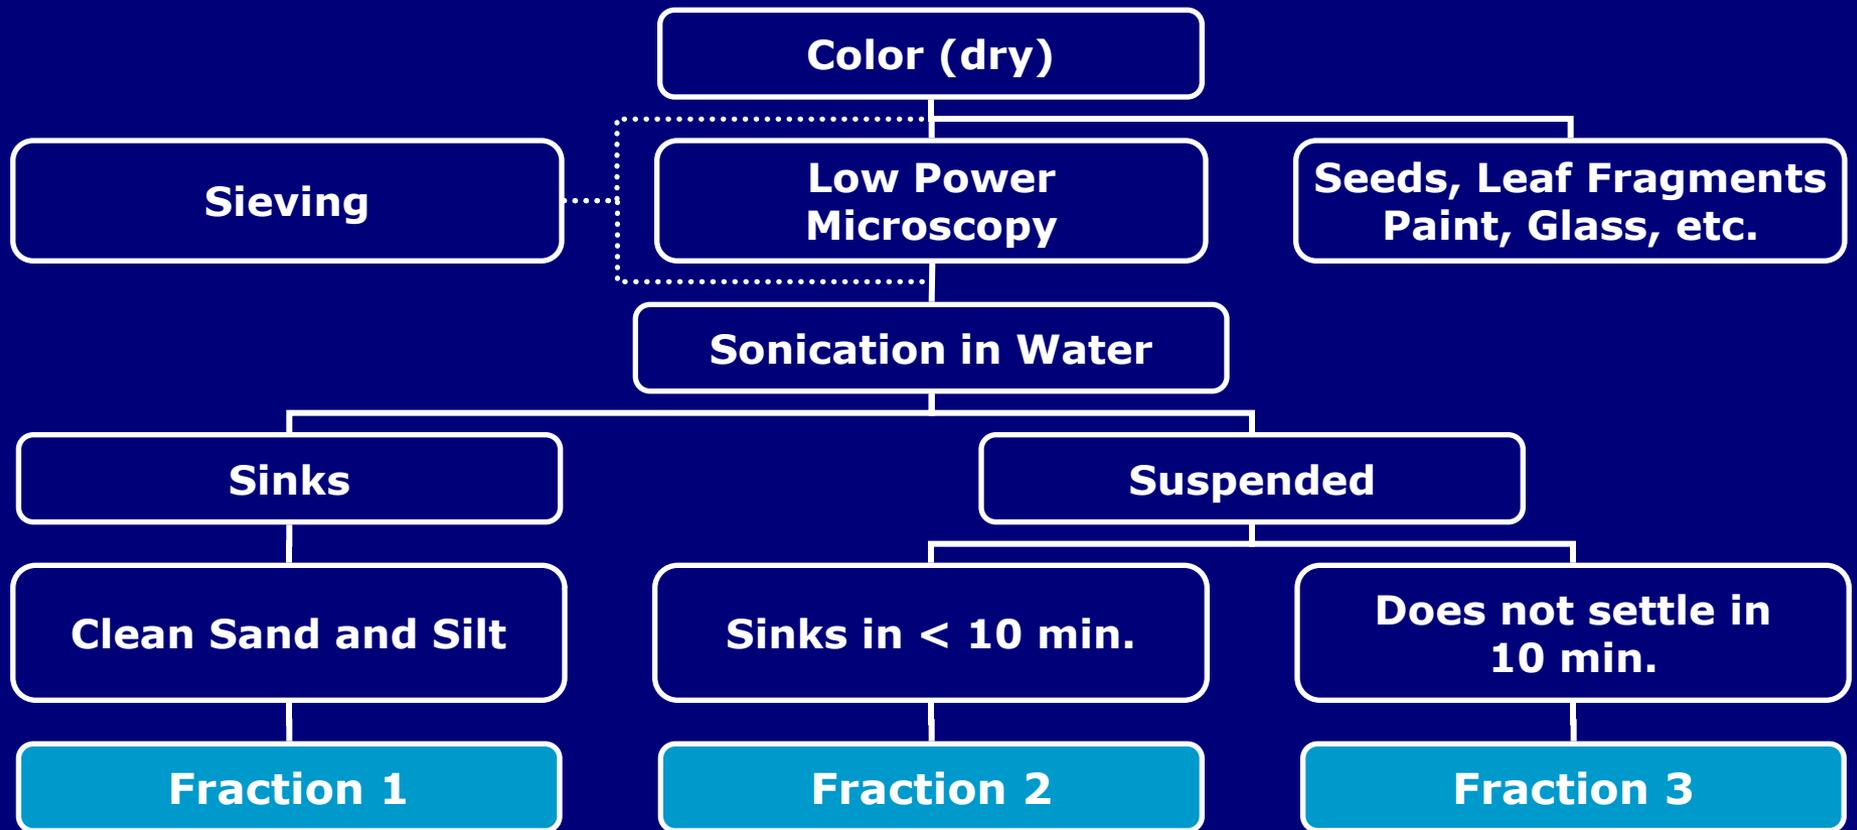 Color (dry)
Sieving
Low Power
Microscopy
Seeds, Leaf Fragments
Paint, Glass, etc.
Sonication in Water
Sinks
Suspended
Clean Sand and Silt
Sinks in < 10 min.
Does not settle in
10 min.
Fraction 1
Fraction 2
Fraction 3